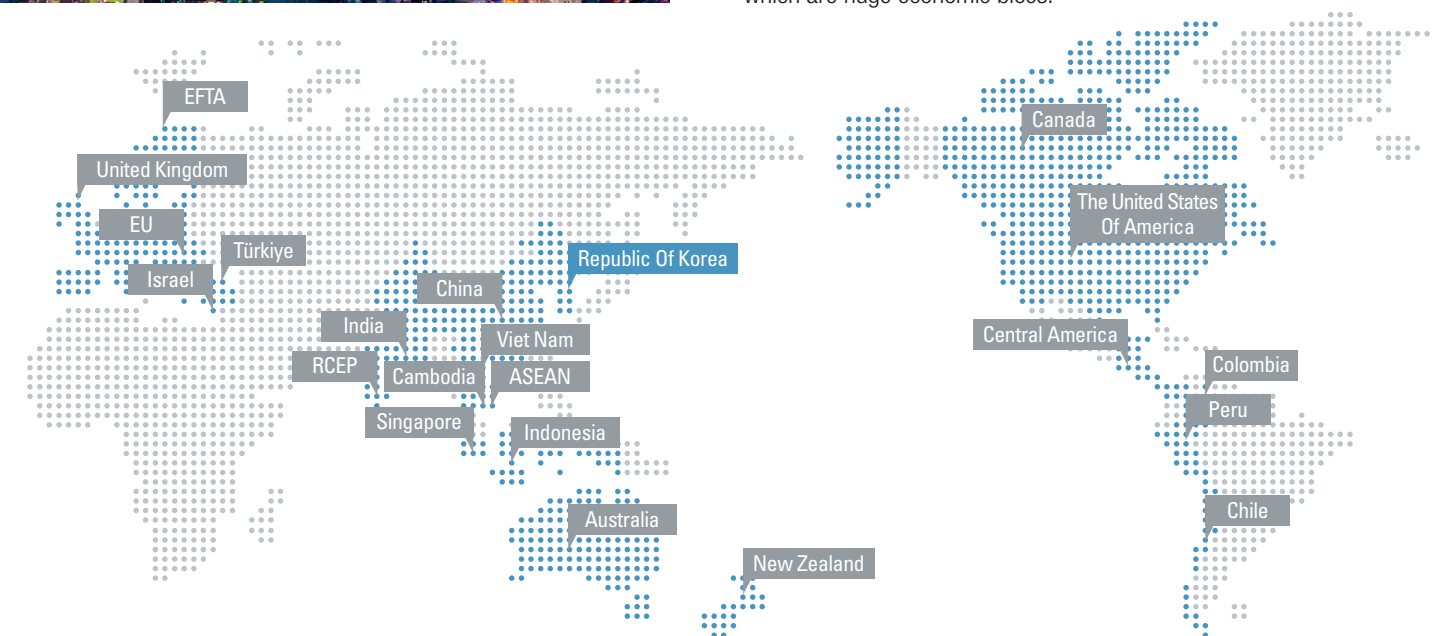 EFTA
Canada
United Kingdom
The United States
Of America
EU
Türkiye
Republic Of Korea
Israel
China
India
Viet Nam
Central America
RCEP
Cambodia
ASEAN
Colombia
Singapore
Indonesia
Peru
Australia
Chile
New Zealand